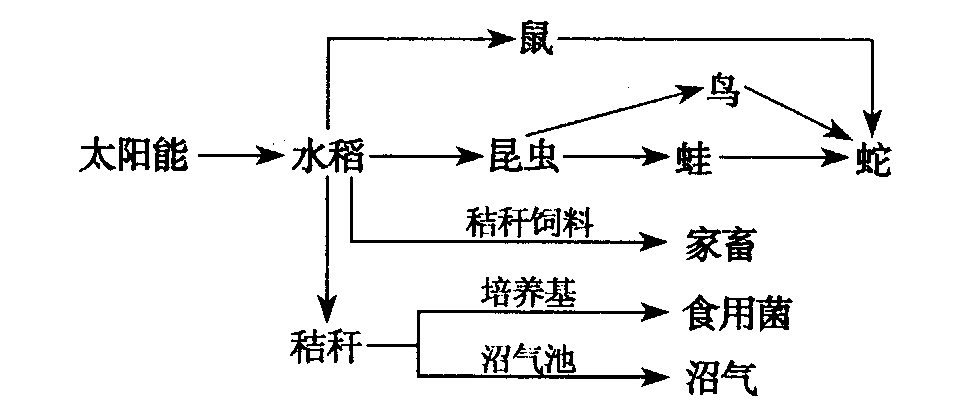 鼠
鸟
太阳能 水稻 昆虫 蛙 蛇
秸秆饲料 家畜
培养基 食用菌
秸秆
沼气池 沼气